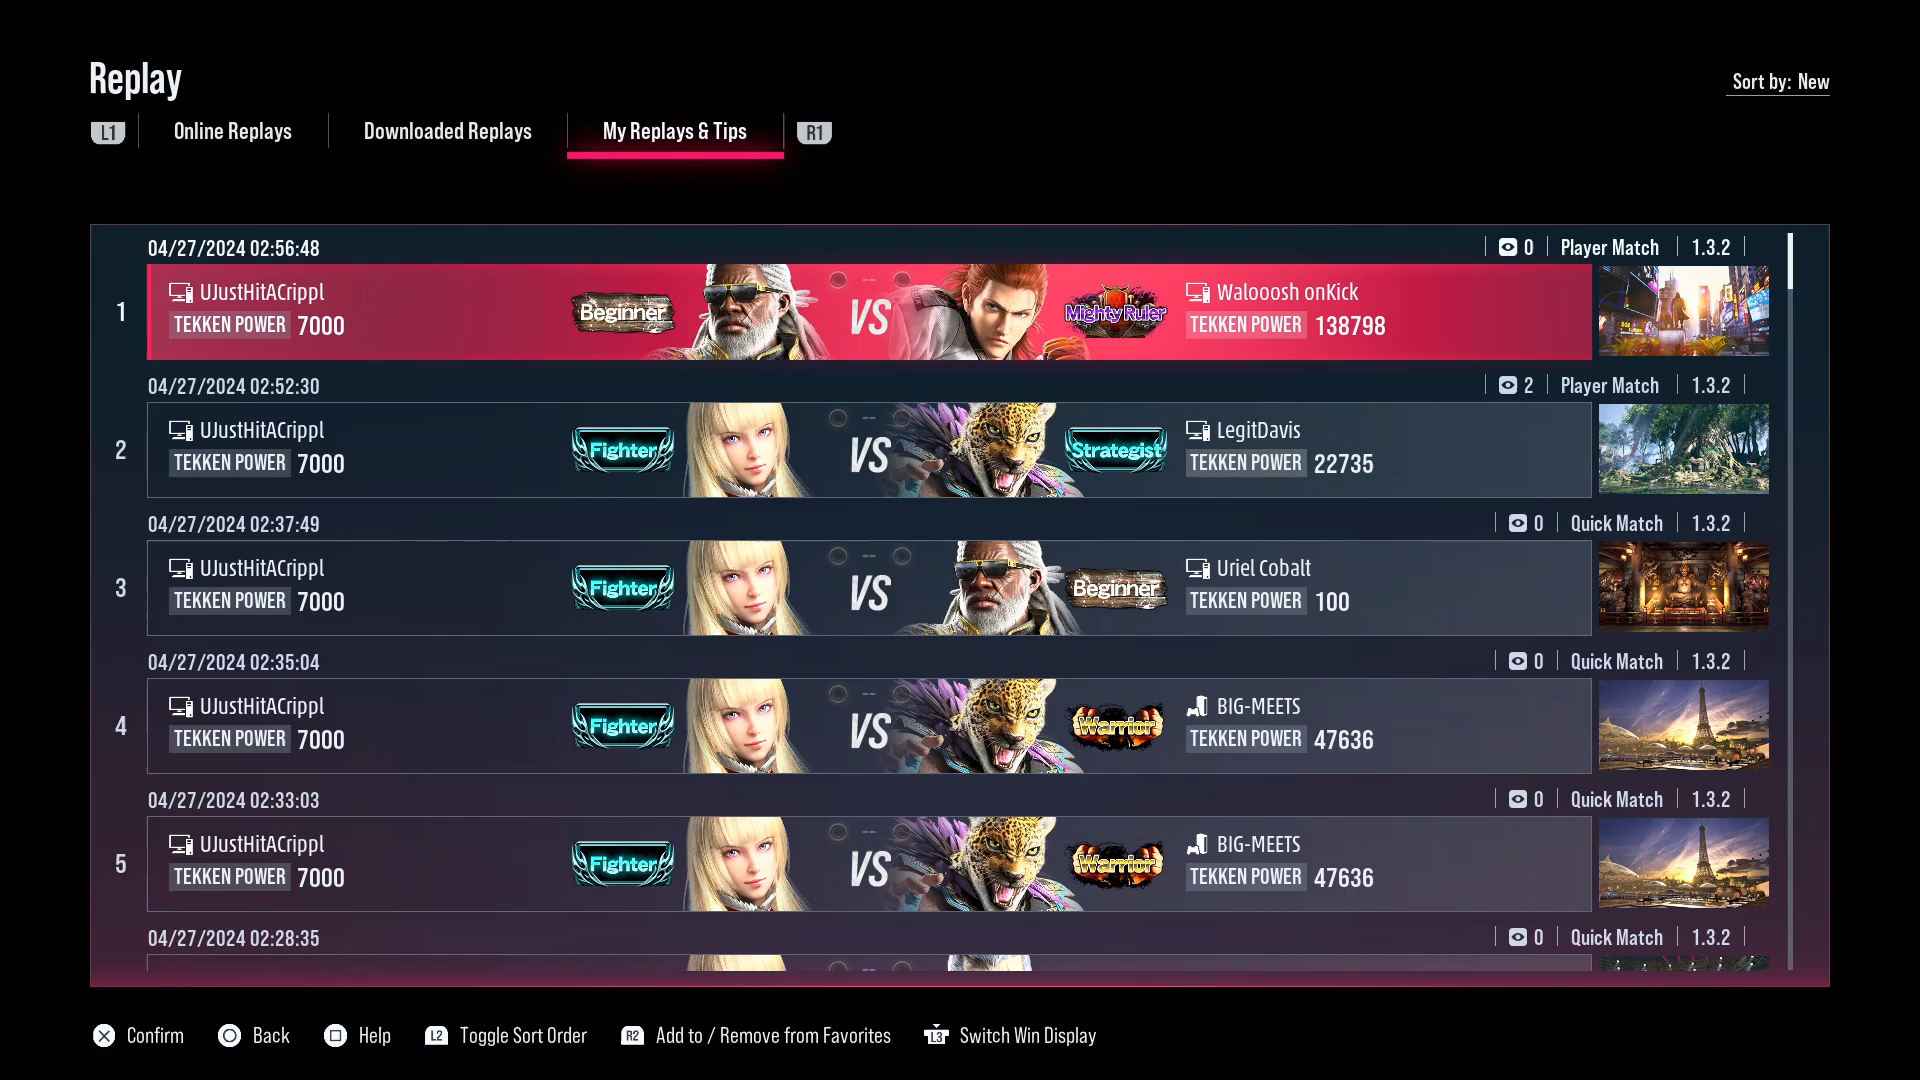 Replay
Sort by: New
L1 Online Replays Downloaded Replays My Replays & Tips R1
04/27/2024 02:56:48 0 Player Match 1.3.2
1 UJustHitACrippl Beginner -- VS Mighty Ruler Walooosh onKick
TEKKEN POWER 7000 TEKKEN POWER 138798
04/27/2024 02:52:30 2 Player Match 1.3.2
2 UJustHitACrippl Fighter -- VS Strategist LegitDavis
TEKKEN POWER 7000 TEKKEN POWER 22735
04/27/2024 02:37:49 0 Quick Match 1.3.2
3 UJustHitACrippl Fighter -- VS Beginner Uriel Cobalt
TEKKEN POWER 7000 TEKKEN POWER 100
04/27/2024 02:35:04 0 Quick Match 1.3.2
4 UJustHitACrippl Fighter -- VS Warrior BIG-MEETS
TEKKEN POWER 7000 TEKKEN POWER 47636
04/27/2024 02:33:03 0 Quick Match 1.3.2
5 UJustHitACrippl Fighter -- VS Warrior BIG-MEETS
TEKKEN POWER 7000 TEKKEN POWER 47636
04/27/2024 02:28:35 0 Quick Match 1.3.2
--
Confirm Back Help L2 Toggle Sort Order R2 Add to / Remove from Favorites L3 Switch Win Display